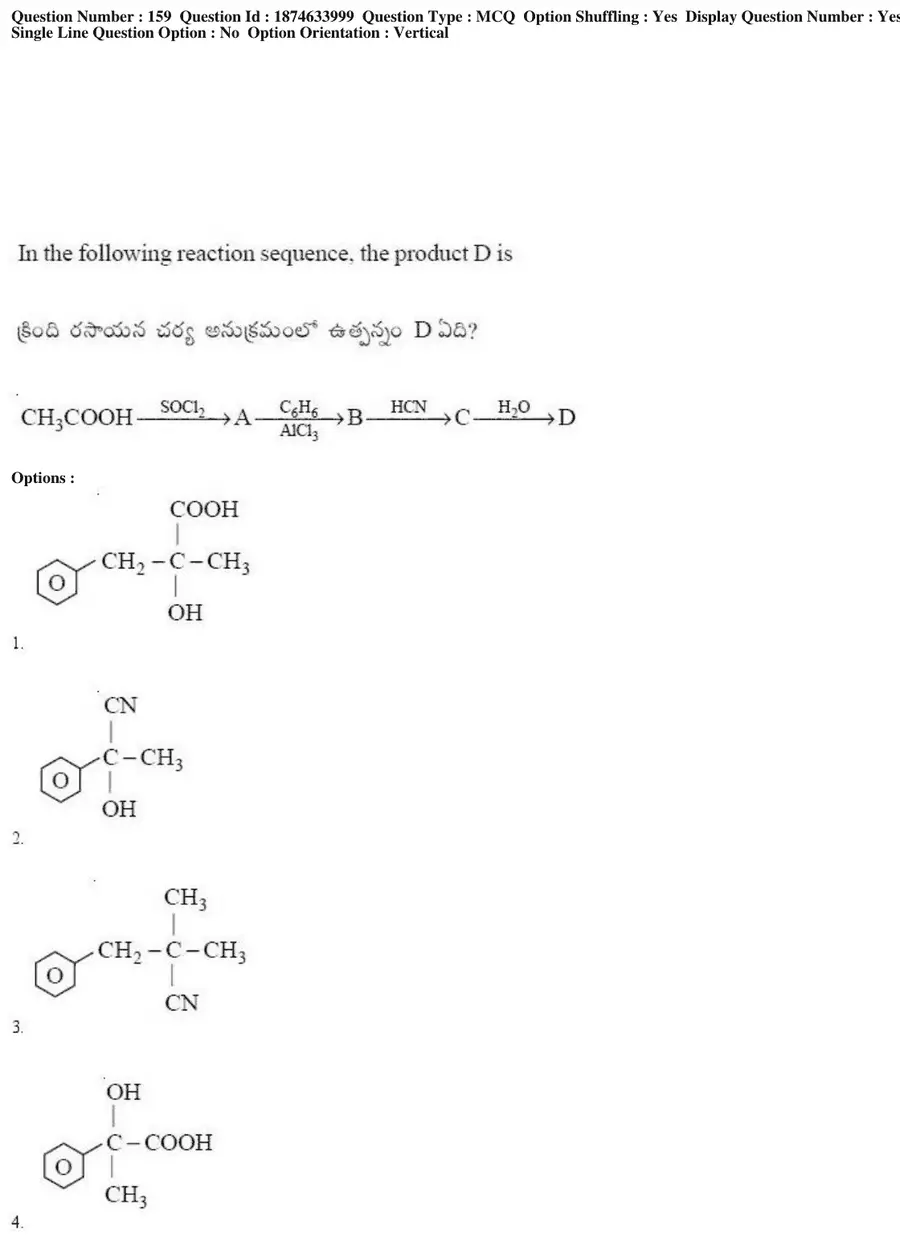 Question Number : 159 Question Id : 1874633999 Question Type : MCQ Option Shuffling : Yes Display Question Number : Yes
Single Line Question Option : No Option Orientation : Vertical
In the following reaction sequence, the product D is
క్రింది రసాయన చర్య అనుక్రమంలో ఉత్పన్నం D ఏది?
CH₃COOH —SOCl₂→ A —C₆H₆/AlCl₃→ B —HCN→ C —H₂O→ D
Options :
COOH
CH₂–C–CH₃
O
OH
1.
CN
C–CH₃
O
OH
2.
CH₃
CH₂–C–CH₃
O
CN
3.
OH
C–COOH
O
CH₃
4.